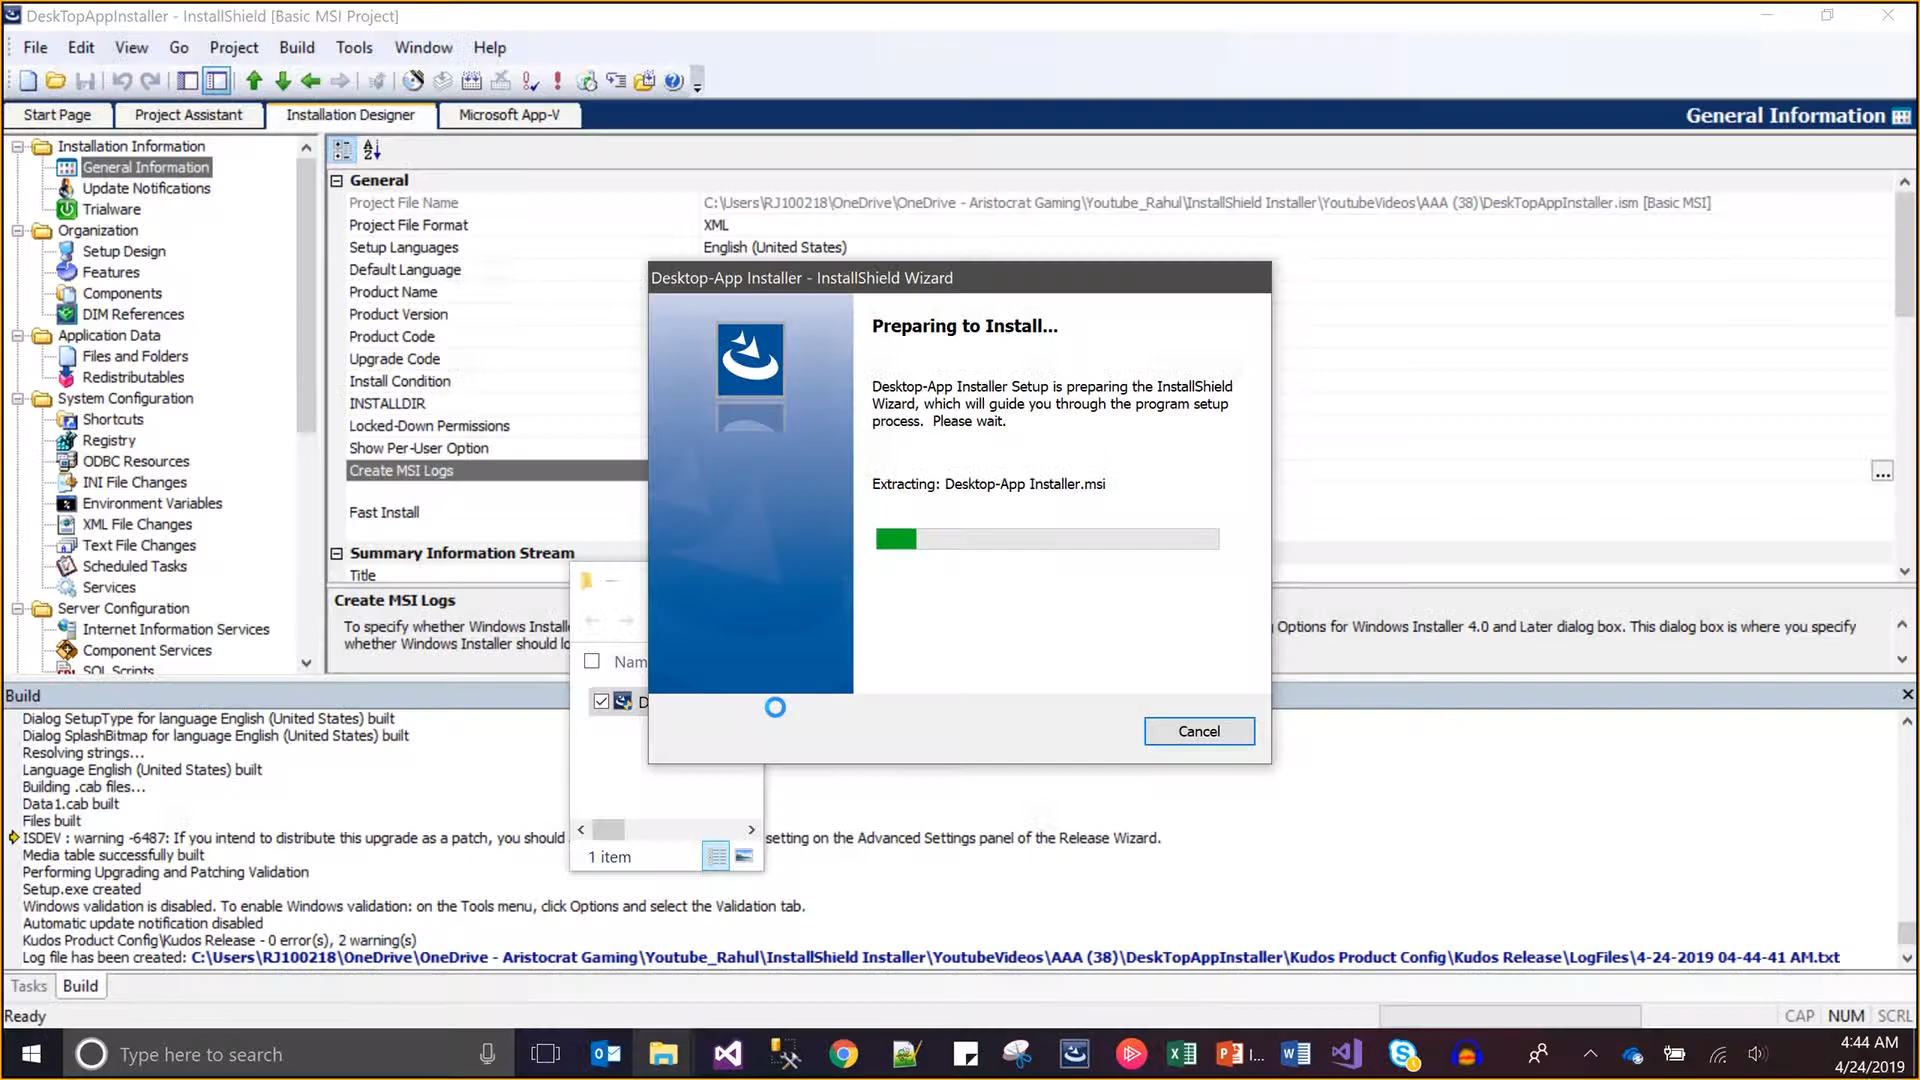 DeskTopAppInstaller - InstallShield [Basic MSI Project]
File Edit View Go Project Build Tools Window Help
Start Page Project Assistant Installation Designer Microsoft App-V General Information
Installation Information
General Information
Update Notifications
Trialware
Organization
Setup Design
Features
Components
DIM References
Application Data
Files and Folders
Redistributables
System Configuration
Shortcuts
Registry
ODBC Resources
INI File Changes
Environment Variables
XML File Changes
Text File Changes
Scheduled Tasks
Services
Server Configuration
Internet Information Services
Component Services
SQL Scripts
General
Project File Name C:\Users\RJ100218\OneDrive\OneDrive - Aristocrat Gaming\Youtube_Rahul\InstallShield Installer\YoutubeVideos\AAA (38)\DeskTopAppInstaller.ism [Basic MSI]
Project File Format XML
Setup Languages English (United States)
Default Language
Product Name
Product Version
Product Code
Upgrade Code
Install Condition
INSTALLDIR
Locked-Down Permissions
Show Per-User Option
Create MSI Logs ...
Fast Install
Summary Information Stream
Title
Create MSI Logs
To specify whether Windows Installe Options for Windows Installer 4.0 and Later dialog box. This dialog box is where you specify
whether Windows Installer should lo
Desktop-App Installer - InstallShield Wizard
Preparing to Install...
Desktop-App Installer Setup is preparing the InstallShield
Wizard, which will guide you through the program setup
process. Please wait.
Extracting: Desktop-App Installer.msi
Cancel
Nam
D
1 item
Build
Dialog SetupType for language English (United States) built
Dialog SplashBitmap for language English (United States) built
Resolving strings...
Language English (United States) built
Building .cab files...
Data1.cab built
Files built
ISDEV : warning -6487: If you intend to distribute this upgrade as a patch, you should setting on the Advanced Settings panel of the Release Wizard.
Media table successfully built
Performing Upgrading and Patching Validation
Setup.exe created
Windows validation is disabled. To enable Windows validation: on the Tools menu, click Options and select the Validation tab.
Automatic update notification disabled
Kudos Product Config\Kudos Release - 0 error(s), 2 warning(s)
Log file has been created: C:\Users\RJ100218\OneDrive\OneDrive - Aristocrat Gaming\Youtube_Rahul\InstallShield Installer\YoutubeVideos\AAA (38)\DeskTopAppInstaller\Kudos Product Config\Kudos Release\LogFiles\4-24-2019 04-44-41 AM.txt
Tasks Build
Ready CAP NUM SCRL
Type here to search
4:44 AM
4/24/2019